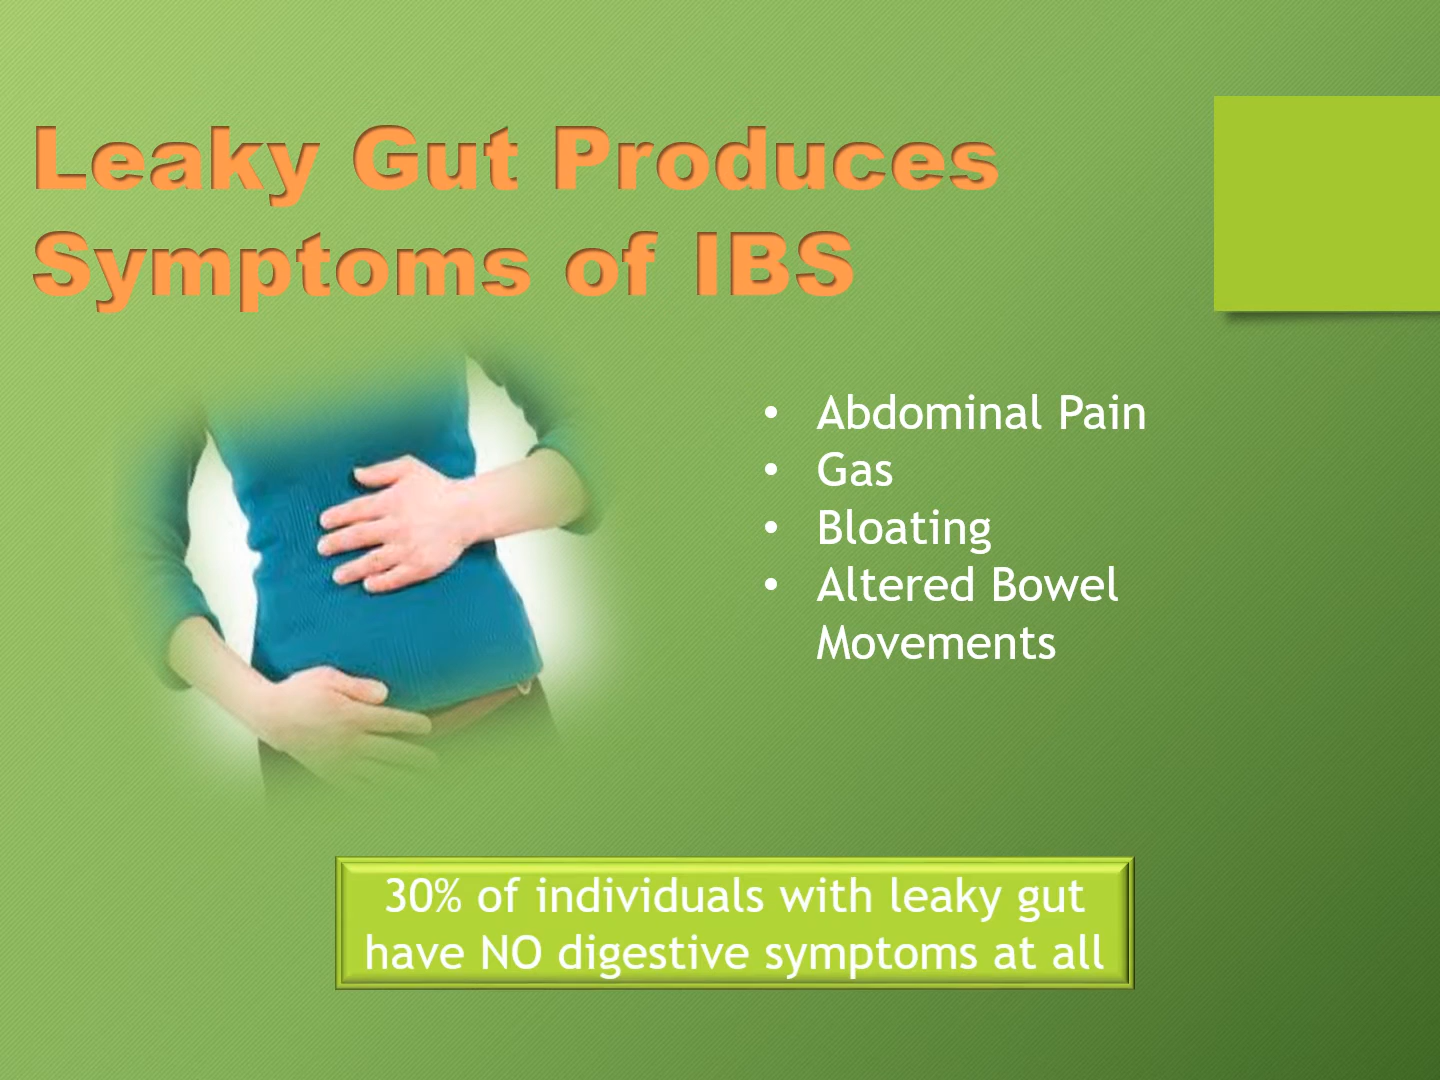 Leaky Gut Produces
Symptoms of IBS
• Abdominal Pain
• Gas
• Bloating
• Altered Bowel
Movements
30% of individuals with leaky gut
have NO digestive symptoms at all